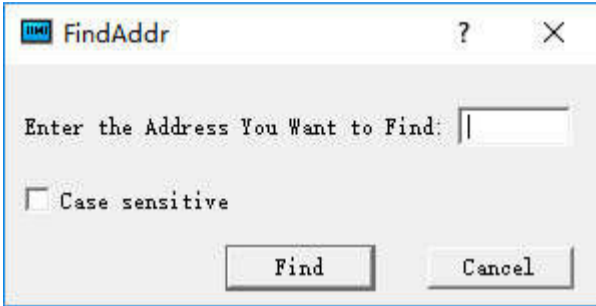 FindAddr ?
Enter the Address You Want to Find:
Case sensitive
Find Cancel